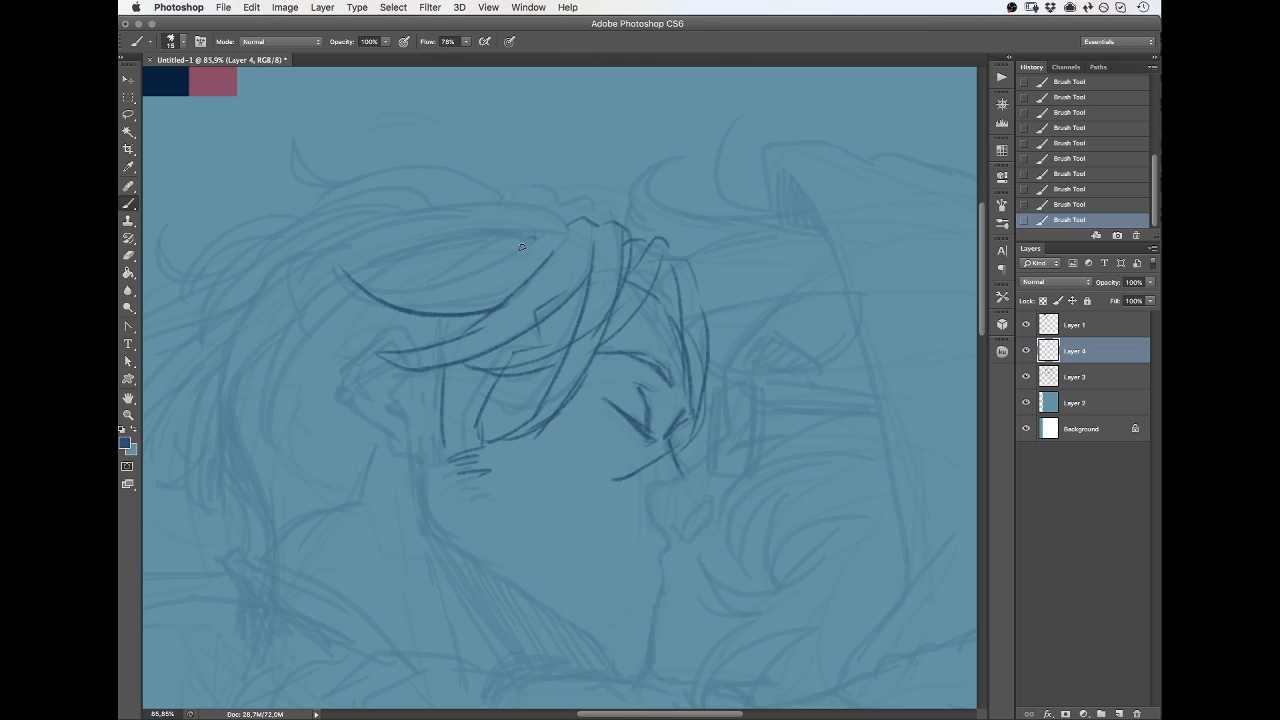 Photoshop File Edit Image Layer Type Select Filter 3D View Window Help
Adobe Photoshop CS6
15 Mode: Normal Opacity: 100% Flow: 78% Essentials
Untitled-1 @ 85,9% (Layer 4, RGB/8) *
History Channels Paths
Brush Tool
Brush Tool
Brush Tool
Brush Tool
Brush Tool
Brush Tool
Brush Tool
Brush Tool
Brush Tool
Brush Tool
Layers
Kind
Normal Opacity: 100%
Lock: Fill: 100%
Layer 1
Layer 4
Layer 3
Layer 2
Background
ku
fx
85,85% Doc: 28,7M/72,0M